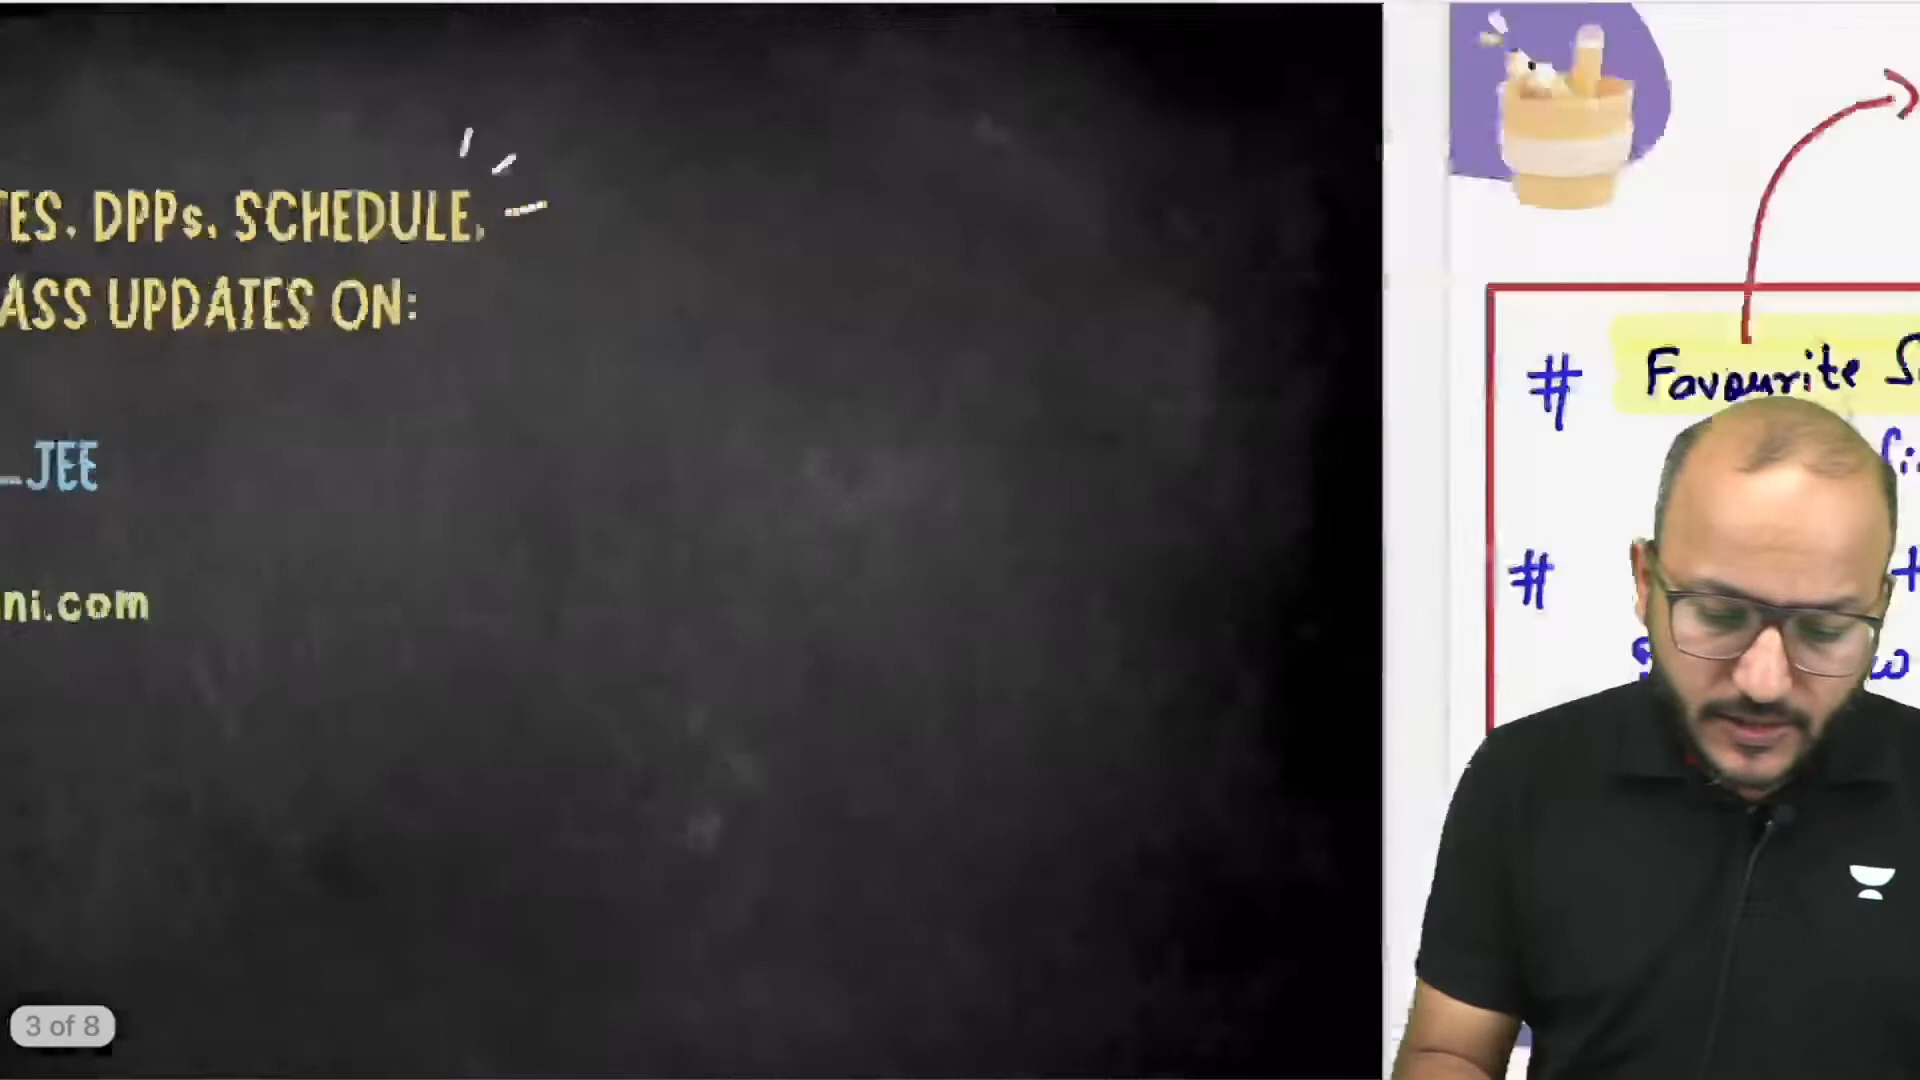 TES, DPPs, SCHEDULE,
ASS UPDATES ON:
_JEE
ni.com
3 of 8
# Favourite
#